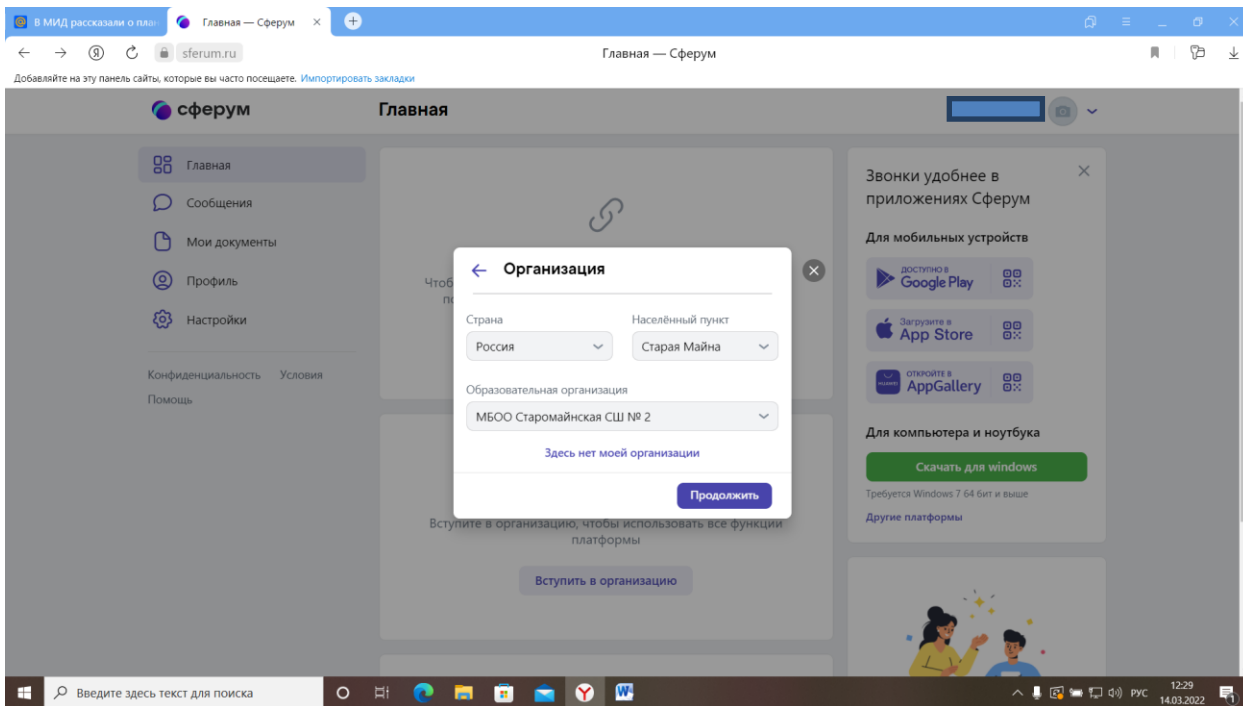 В МИД рассказали о план
Главная — Сферум
sferum.ru
Главная — Сферум
Добавляйте на эту панель сайты, которые вы часто посещаете. Импортировать закладки
сферум
Главная
Главная
Сообщения
Мои документы
Профиль
Настройки
Конфиденциальность Условия
Помощь
Чтоб
по
Организация
Страна
Населённый пункт
Россия
Старая Майна
Образовательная организация
МБОО Старомайнская СШ № 2
Здесь нет моей организации
Продолжить
Вступите в организацию, чтобы использовать все функции
платформы
Вступить в организацию
Звонки удобнее в
приложениях Сферум
Для мобильных устройств
ДОСТУПНО В
Google Play
Загрузите в
App Store
ОТКРОЙТЕ В
AppGallery
HUAWEI
Для компьютера и ноутбука
Скачать для windows
Требуется Windows 7 64 бит и выше
Другие платформы
Введите здесь текст для поиска
РУС
12:29
14.03.2022